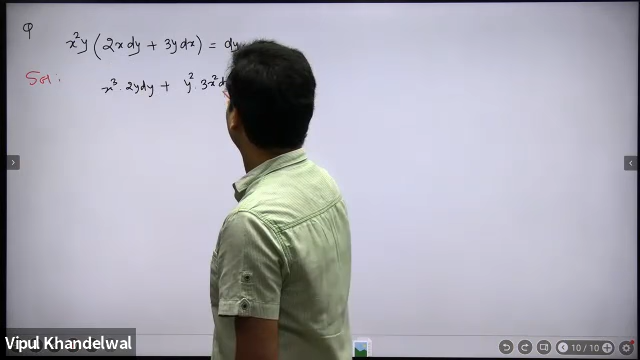 Q
x²y (2x dy + 3y dx) = dy
Sol:
x³. 2y dy + y². 3x² d
Vipul Khandelwal
10 / 10